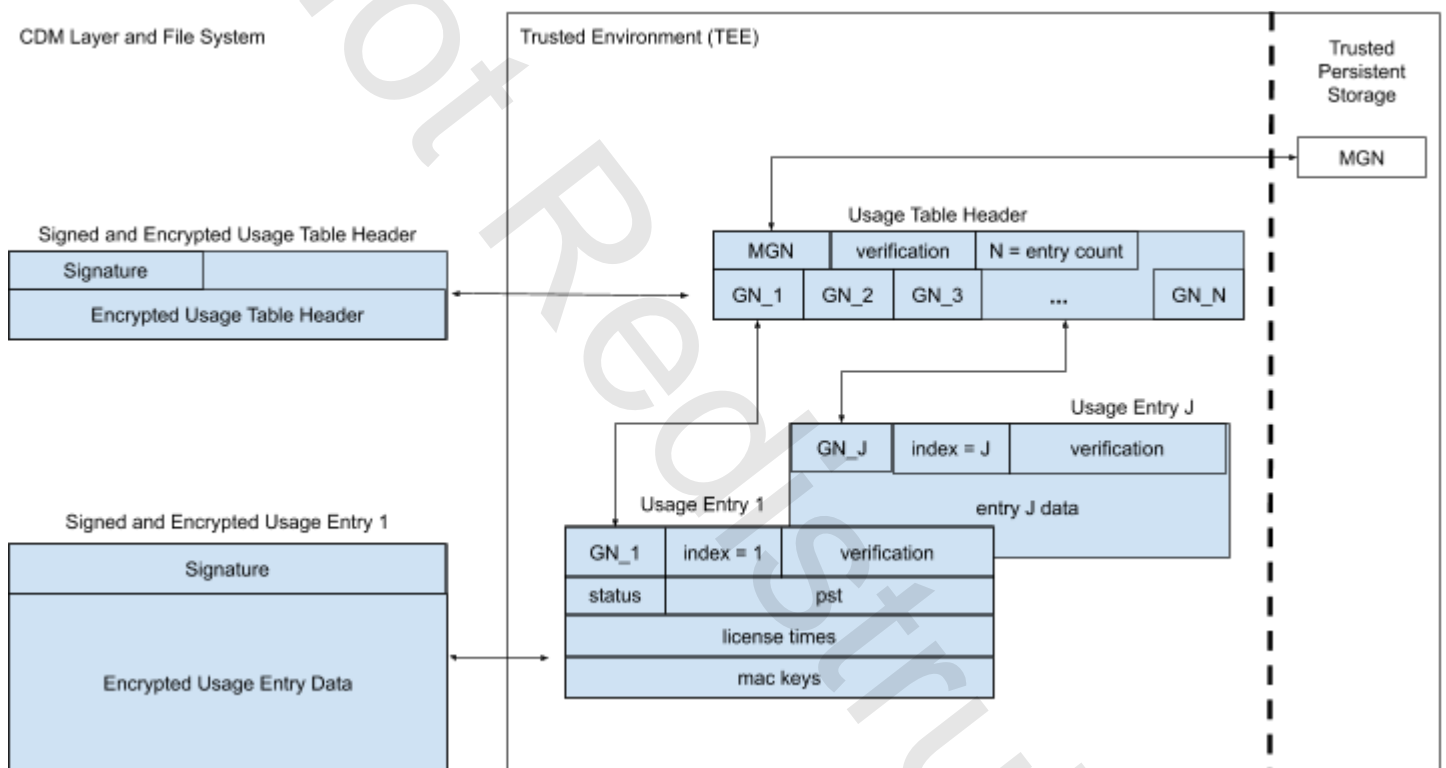 CDM Layer and File System
Trusted Environment (TEE)
Trusted
Persistent
Storage
MGN
Usage Table Header
MGN verification N = entry count
GN_1 GN_2 GN_3 ... GN_N
Signed and Encrypted Usage Table Header
Signature
Encrypted Usage Table Header
Usage Entry J
GN_J index = J verification
entry J data
Usage Entry 1
GN_1 index = 1 verification
status pst
license times
mac keys
Signed and Encrypted Usage Entry 1
Signature
Encrypted Usage Entry Data
ot Redistru